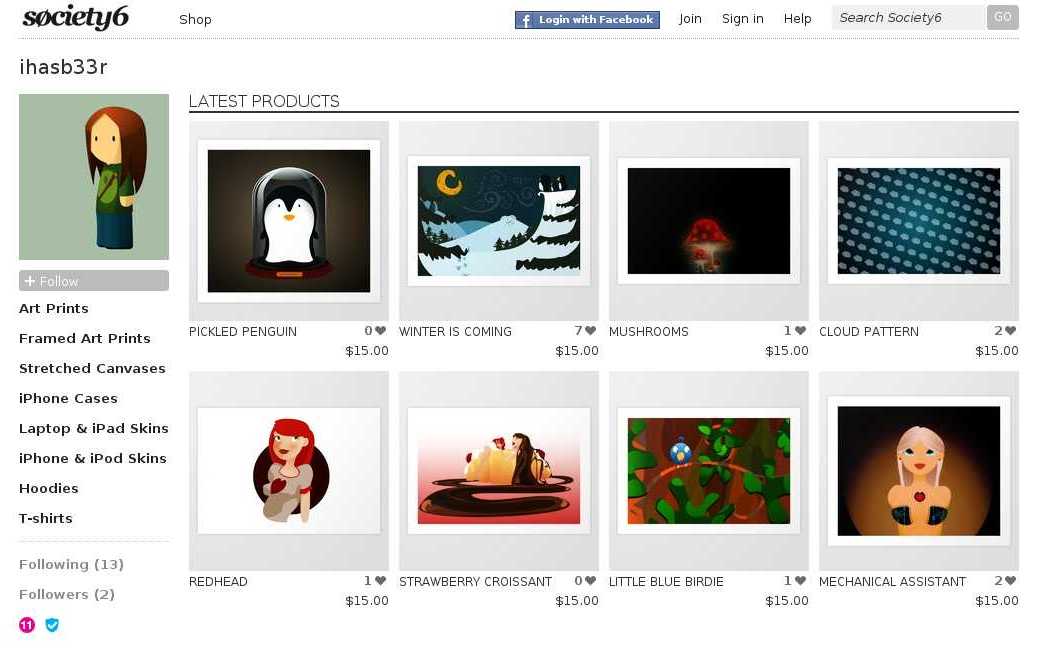 søciety6
Shop
Login with Facebook
Join
Sign in
Help
Search Society6
GO
ihasb33r
+ Follow
Art Prints
Framed Art Prints
Stretched Canvases
iPhone Cases
Laptop & iPad Skins
iPhone & iPod Skins
Hoodies
T-shirts
Following (13)
Followers (2)
11
LATEST PRODUCTS
PICKLED PENGUIN 0
$15.00
WINTER IS COMING 7
$15.00
MUSHROOMS 1
$15.00
CLOUD PATTERN 2
$15.00
REDHEAD 1
$15.00
STRAWBERRY CROISSANT 0
$15.00
LITTLE BLUE BIRDIE 1
$15.00
MECHANICAL ASSISTANT 2
$15.00